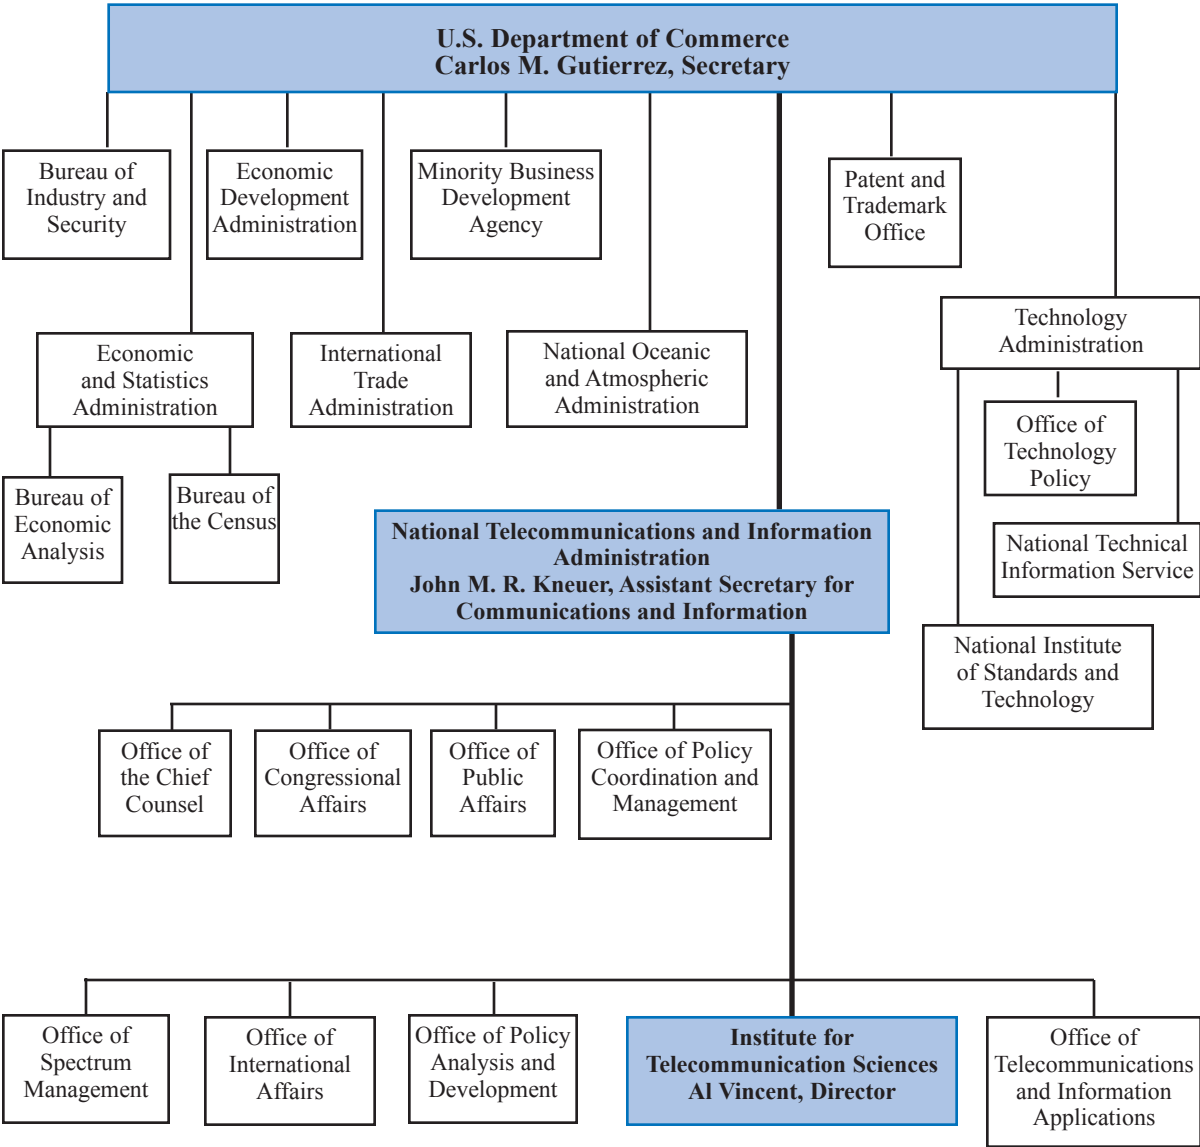 U.S. Department of Commerce
Carlos M. Gutierrez, Secretary
Bureau of
Industry and
Security
Economic
Development
Administration
Minority Business
Development
Agency
Patent and
Trademark
Office
Technology
Administration
Economic
and Statistics
Administration
International
Trade
Administration
National Oceanic
and Atmospheric
Administration
Office of
Technology
Policy
Bureau of
Economic
Analysis
Bureau of
the Census
National Telecommunications and Information
Administration
John M. R. Kneuer, Assistant Secretary for
Communications and Information
National Technical
Information Service
National Institute
of Standards and
Technology
Office of
the Chief
Counsel
Office of
Congressional
Affairs
Office of
Public
Affairs
Office of Policy
Coordination and
Management
Office of
Spectrum
Management
Office of
International
Affairs
Office of Policy
Analysis and
Development
Institute for
Telecommunication Sciences
Al Vincent, Director
Office of
Telecommunications
and Information
Applications